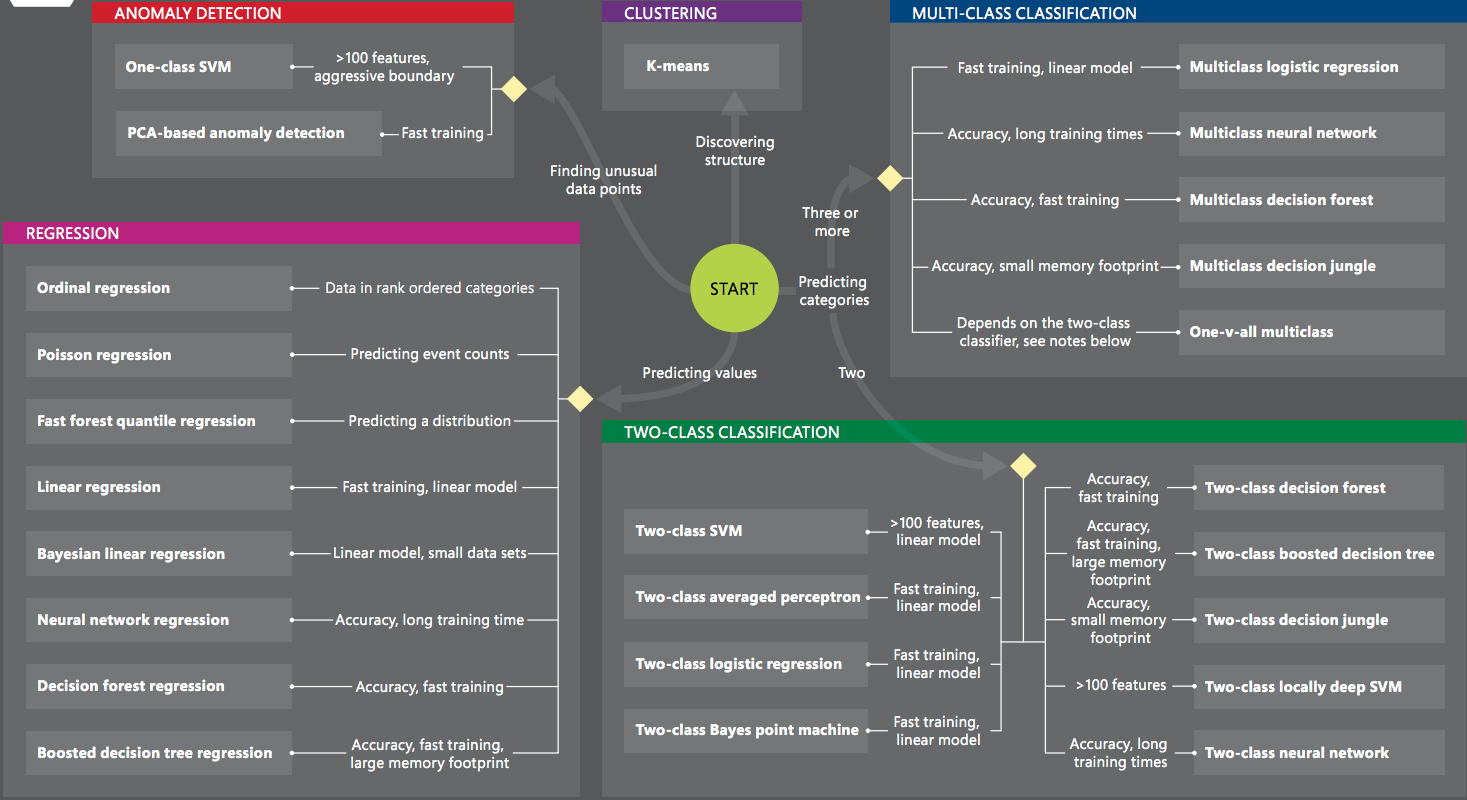 ANOMALY DETECTION
One-class SVM
>100 features,
aggressive boundary
PCA-based anomaly detection
Fast training
CLUSTERING
K-means
MULTI-CLASS CLASSIFICATION
Fast training, linear model
Multiclass logistic regression
Accuracy, long training times
Multiclass neural network
Accuracy, fast training
Multiclass decision forest
Accuracy, small memory footprint
Multiclass decision jungle
Depends on the two-class
classifier, see notes below
One-v-all multiclass
Finding unusual
data points
Discovering
structure
Three or
more
START
Predicting
categories
Predicting values
Two
REGRESSION
Ordinal regression
Data in rank ordered categories
Poisson regression
Predicting event counts
Fast forest quantile regression
Predicting a distribution
Linear regression
Fast training, linear model
Bayesian linear regression
Linear model, small data sets
Neural network regression
Accuracy, long training time
Decision forest regression
Accuracy, fast training
Boosted decision tree regression
Accuracy, fast training,
large memory footprint
TWO-CLASS CLASSIFICATION
Two-class SVM
>100 features,
linear model
Two-class averaged perceptron
Fast training,
linear model
Two-class logistic regression
Fast training,
linear model
Two-class Bayes point machine
Fast training,
linear model
Accuracy,
fast training
Two-class decision forest
Accuracy,
fast training,
large memory
footprint
Two-class boosted decision tree
Accuracy,
small memory
footprint
Two-class decision jungle
>100 features
Two-class locally deep SVM
Accuracy, long
training times
Two-class neural network